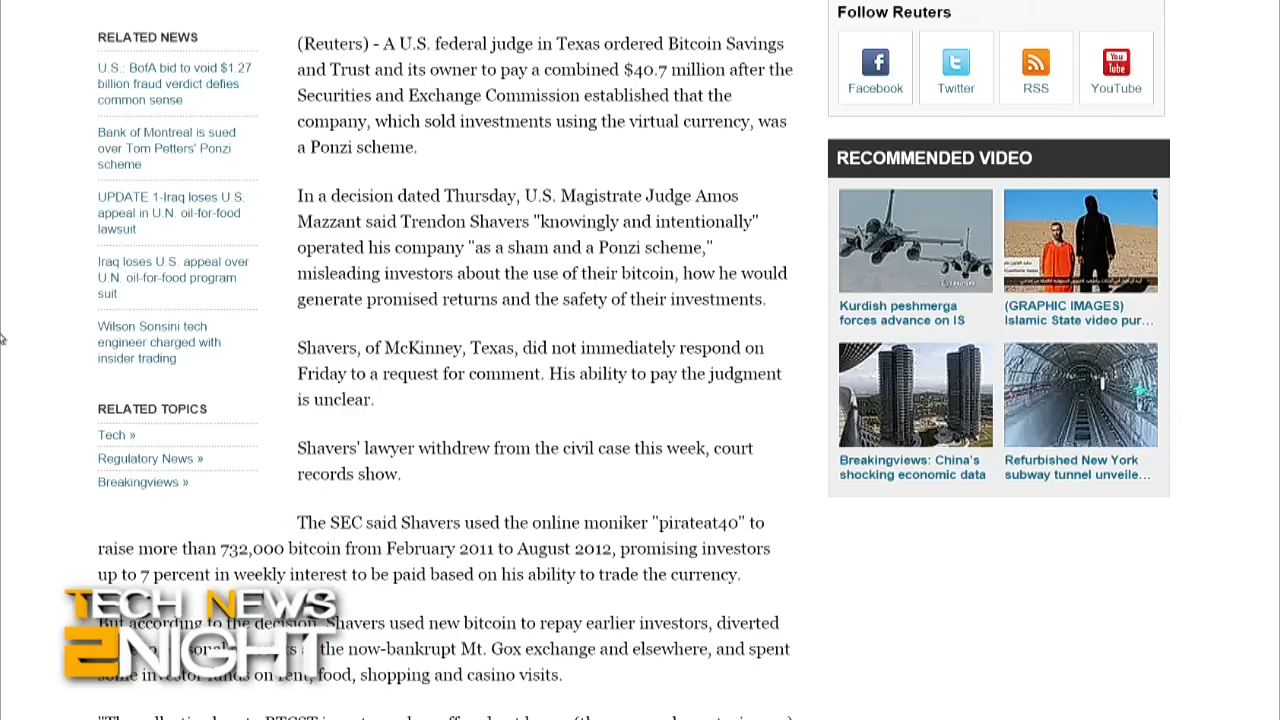 RELATED NEWS
U.S.: BofA bid to void $1.27
billion fraud verdict defies
common sense
Bank of Montreal is sued
over Tom Petters' Ponzi
scheme
UPDATE 1-Iraq loses U.S.
appeal in U.N. oil-for-food
lawsuit
Iraq loses U.S. appeal over
U.N. oil-for-food program
suit
Wilson Sonsini tech
engineer charged with
insider trading
RELATED TOPICS
Tech »
Regulatory News »
Breakingviews »
(Reuters) - A U.S. federal judge in Texas ordered Bitcoin Savings
and Trust and its owner to pay a combined $40.7 million after the
Securities and Exchange Commission established that the
company, which sold investments using the virtual currency, was
a Ponzi scheme.
In a decision dated Thursday, U.S. Magistrate Judge Amos
Mazzant said Trendon Shavers "knowingly and intentionally"
operated his company "as a sham and a Ponzi scheme,"
misleading investors about the use of their bitcoin, how he would
generate promised returns and the safety of their investments.
Shavers, of McKinney, Texas, did not immediately respond on
Friday to a request for comment. His ability to pay the judgment
is unclear.
Shavers' lawyer withdrew from the civil case this week, court
records show.
The SEC said Shavers used the online moniker "pirateat40" to
raise more than 732,000 bitcoin from February 2011 to August 2012, promising investors
up to 7 percent in weekly interest to be paid based on his ability to trade the currency.
But according to the decision, Shavers used new bitcoin to repay earlier investors, diverted
the now-bankrupt Mt. Gox exchange and elsewhere, and spent
some investor funds on rent, food, shopping and casino visits.
TECH NEWS
2NIGHT
Follow Reuters
Facebook
Twitter
RSS
You
Tube
YouTube
RECOMMENDED VIDEO
Kurdish peshmerga
forces advance on IS
(GRAPHIC IMAGES)
Islamic State video pur...
Breakingviews: China's
shocking economic data
Refurbished New York
subway tunnel unveile...